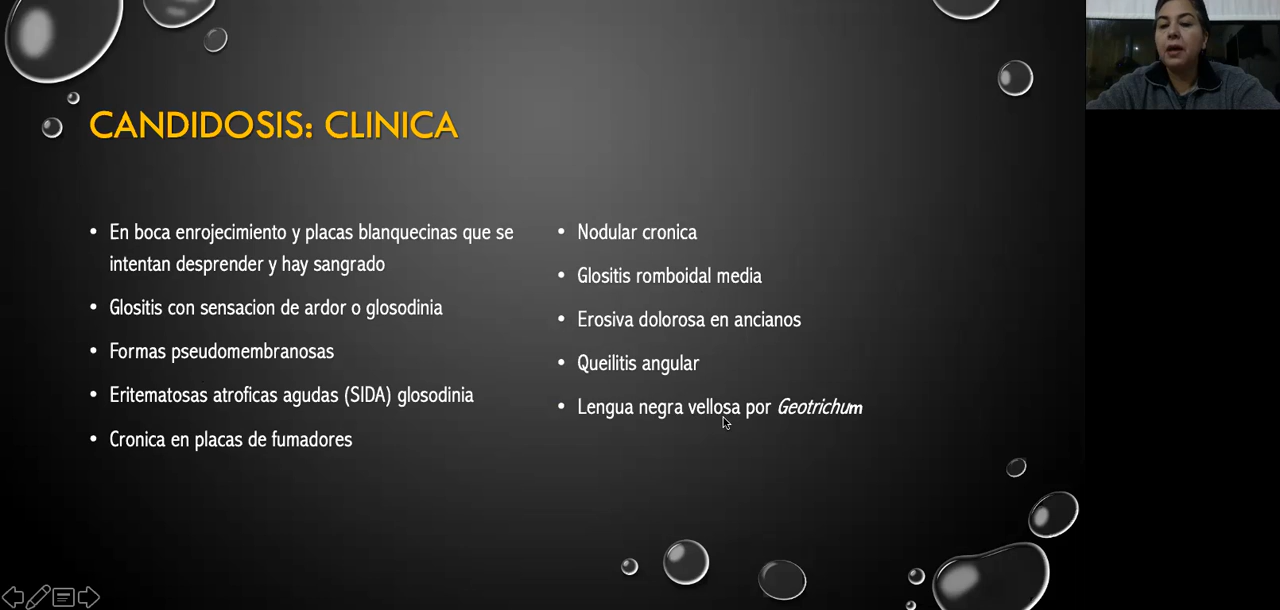 CANDIDOSIS: CLINICA
• En boca enrojecimiento y placas blanquecinas que se
intentan desprender y hay sangrado
• Glositis con sensacion de ardor o glosodinia
• Formas pseudomembranosas
• Eritematosas atroficas agudas (SIDA) glosodinia
• Cronica en placas de fumadores
• Nodular cronica
• Glositis romboidal media
• Erosiva dolorosa en ancianos
• Queilitis angular
• Lengua negra vellosa por Geotrichum